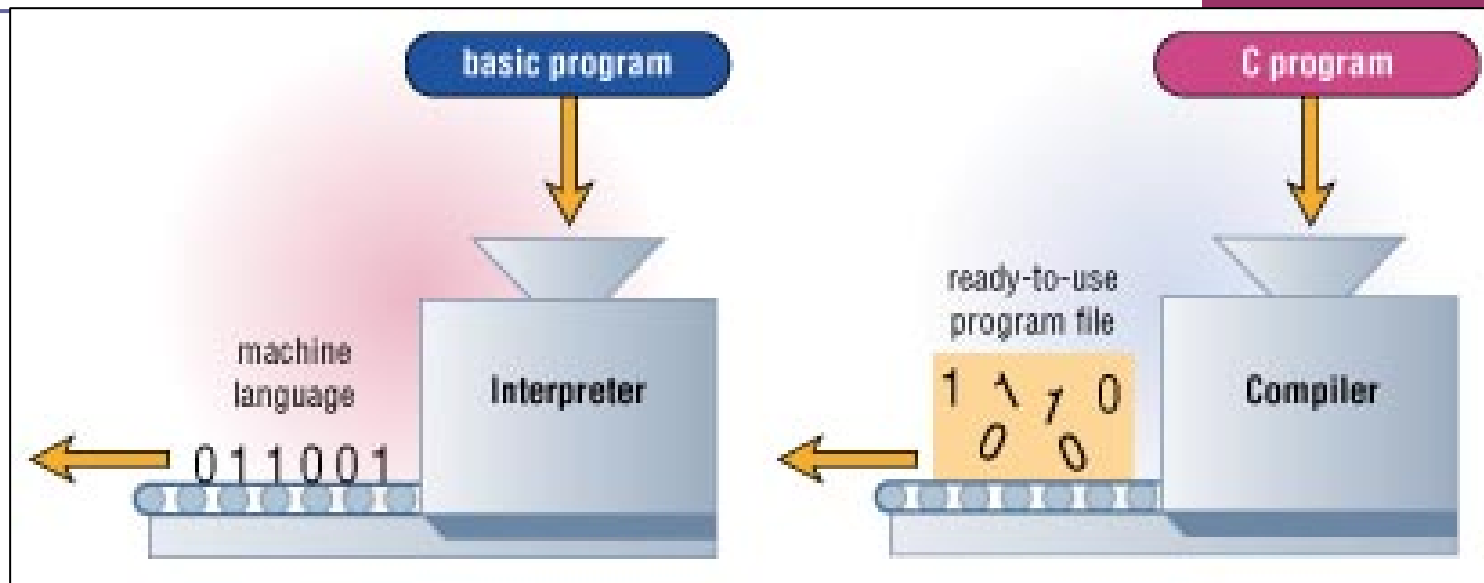 basic program
machine
language
011001
Interpreter
C program
ready-to-use
program file
1 1 1 0
0 0
Compiler